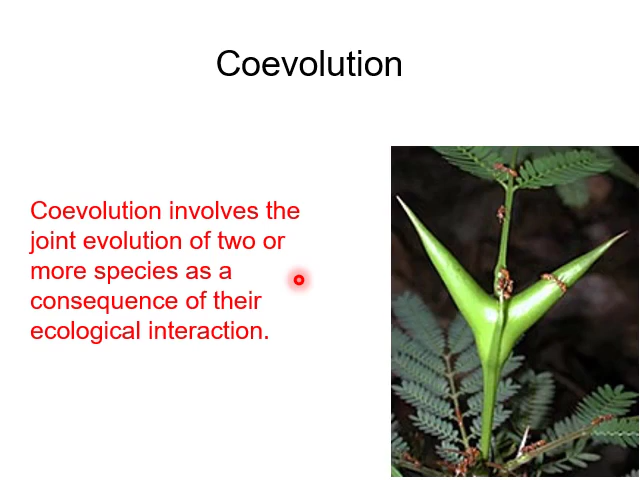 Coevolution
Coevolution involves the
joint evolution of two or
more species as a
consequence of their
ecological interaction.